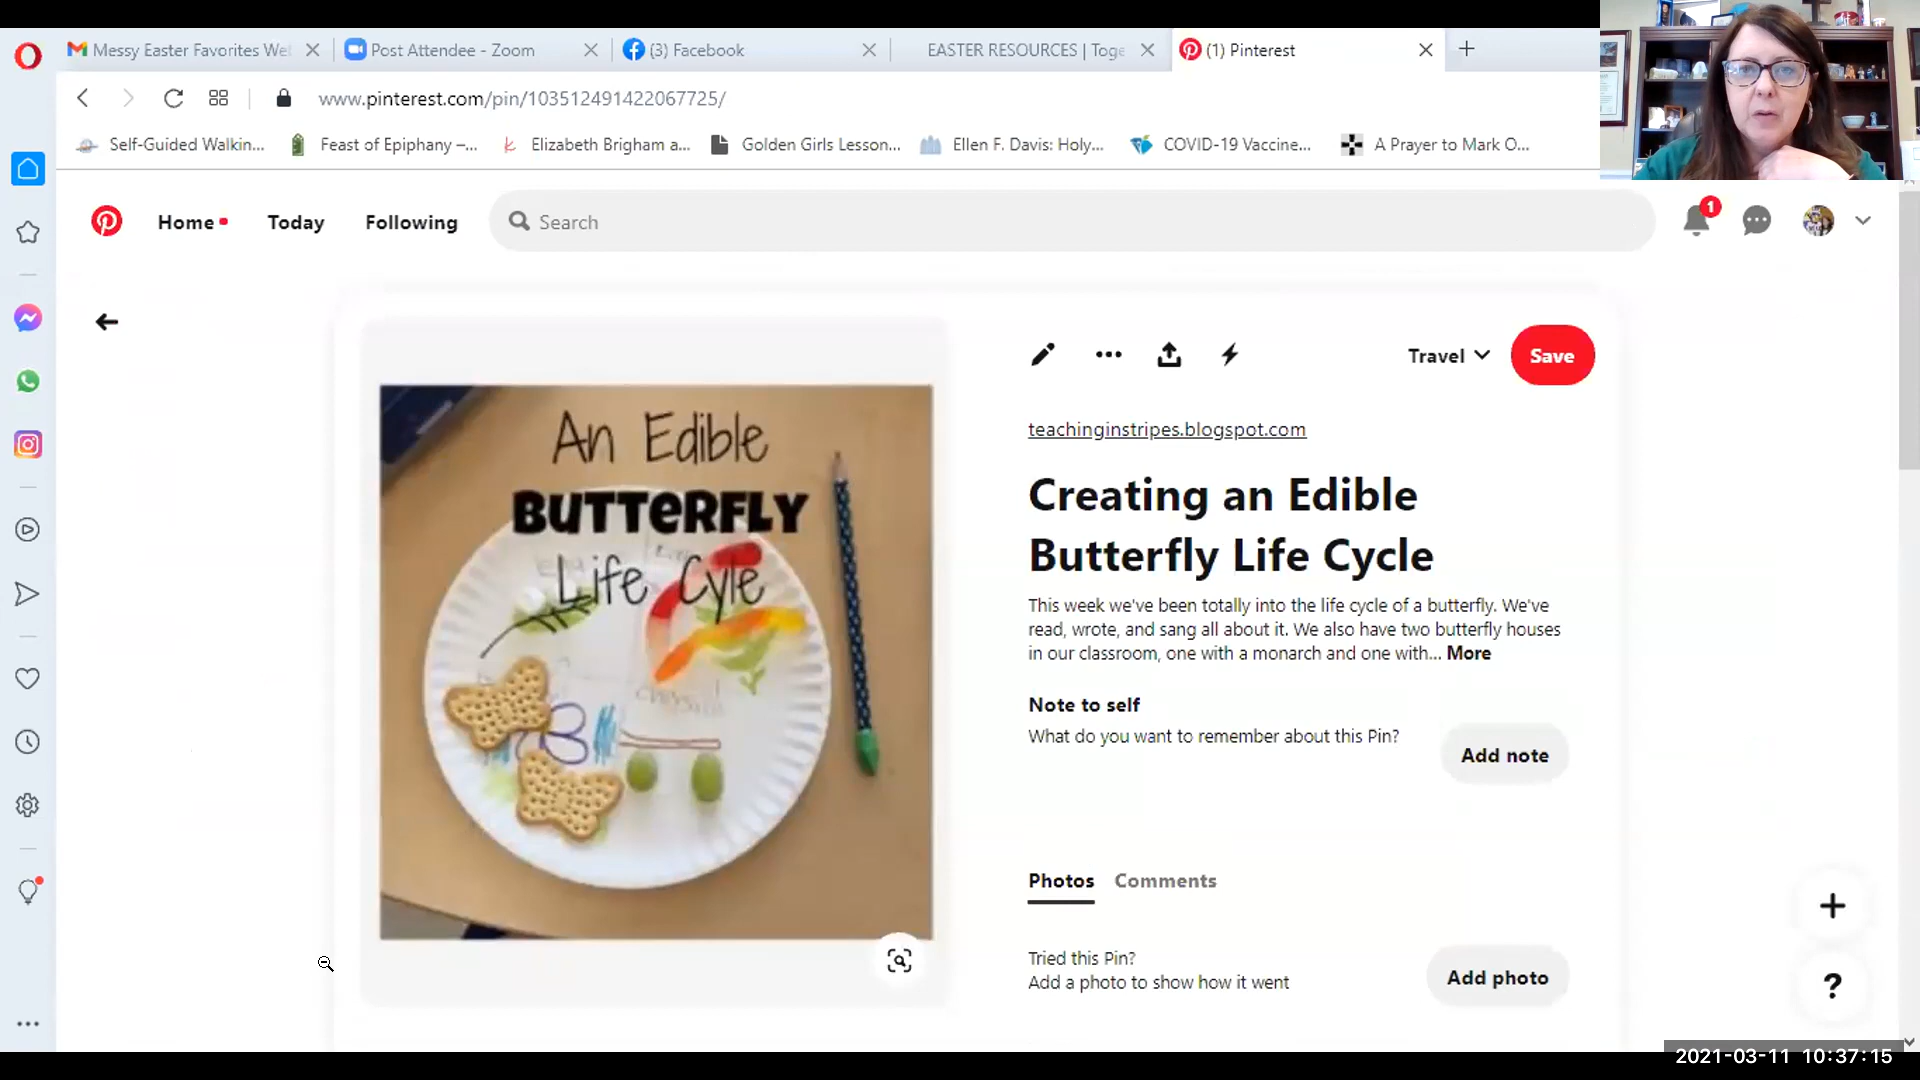 Messy Easter Favorites We
Post Attendee - Zoom
(3) Facebook
EASTER RESOURCES | Toge
(1) Pinterest
www.pinterest.com/pin/103512491422067725/
Self-Guided Walkin...
Feast of Epiphany –...
Elizabeth Brigham a...
Golden Girls Lesson...
Ellen F. Davis: Holy...
COVID-19 Vaccine...
A Prayer to Mark O...
Home
Today
Following
Search
1
Travel
Save
An Edible
BUTTERFLY
Life Cyle
teachinginstripes.blogspot.com
Creating an Edible
Butterfly Life Cycle
This week we've been totally into the life cycle of a butterfly. We've
read, wrote, and sang all about it. We also have two butterfly houses
in our classroom, one with a monarch and one with... More
Note to self
What do you want to remember about this Pin?
Add note
Photos
Comments
Tried this Pin?
Add a photo to show how it went
Add photo
?
2021-03-11 10:37:15